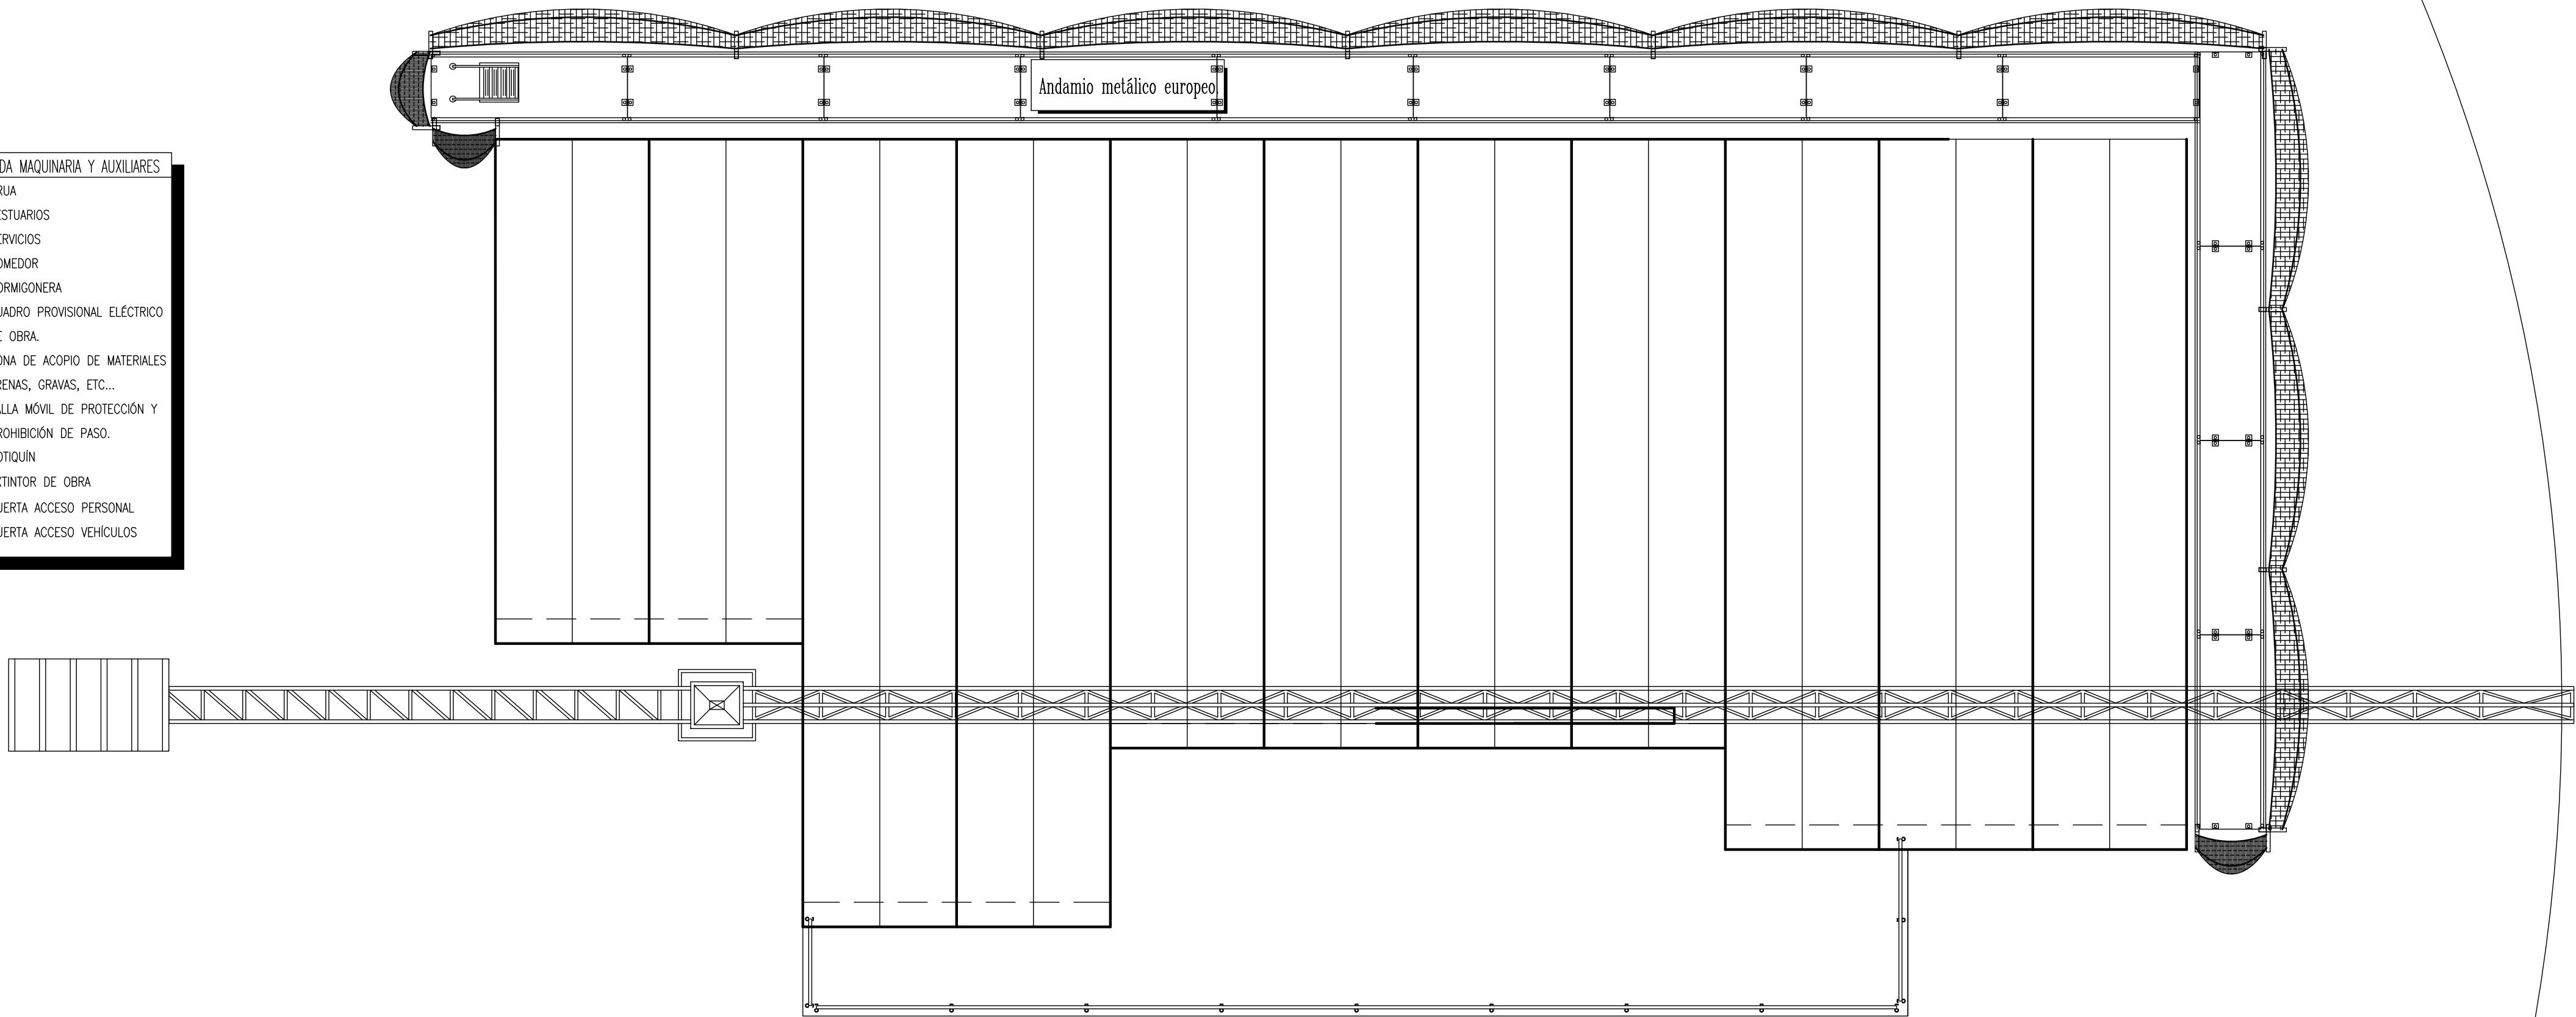 DA MAQUINARIA Y AUXILIARES
RUA
ESTUARIOS
ERVICIOS
OMEDOR
ORMIGONERA
UADRO PROVISIONAL ELÉCTRICO
E OBRA.
ONA DE ACOPIO DE MATERIALES
RENAS, GRAVAS, ETC...
ALLA MÓVIL DE PROTECCIÓN Y
ROHIBICIÓN DE PASO.
OTIQUÍN
XTINTOR DE OBRA
UERTA ACCESO PERSONAL
UERTA ACCESO VEHÍCULOS
Andamio metálico europeo.